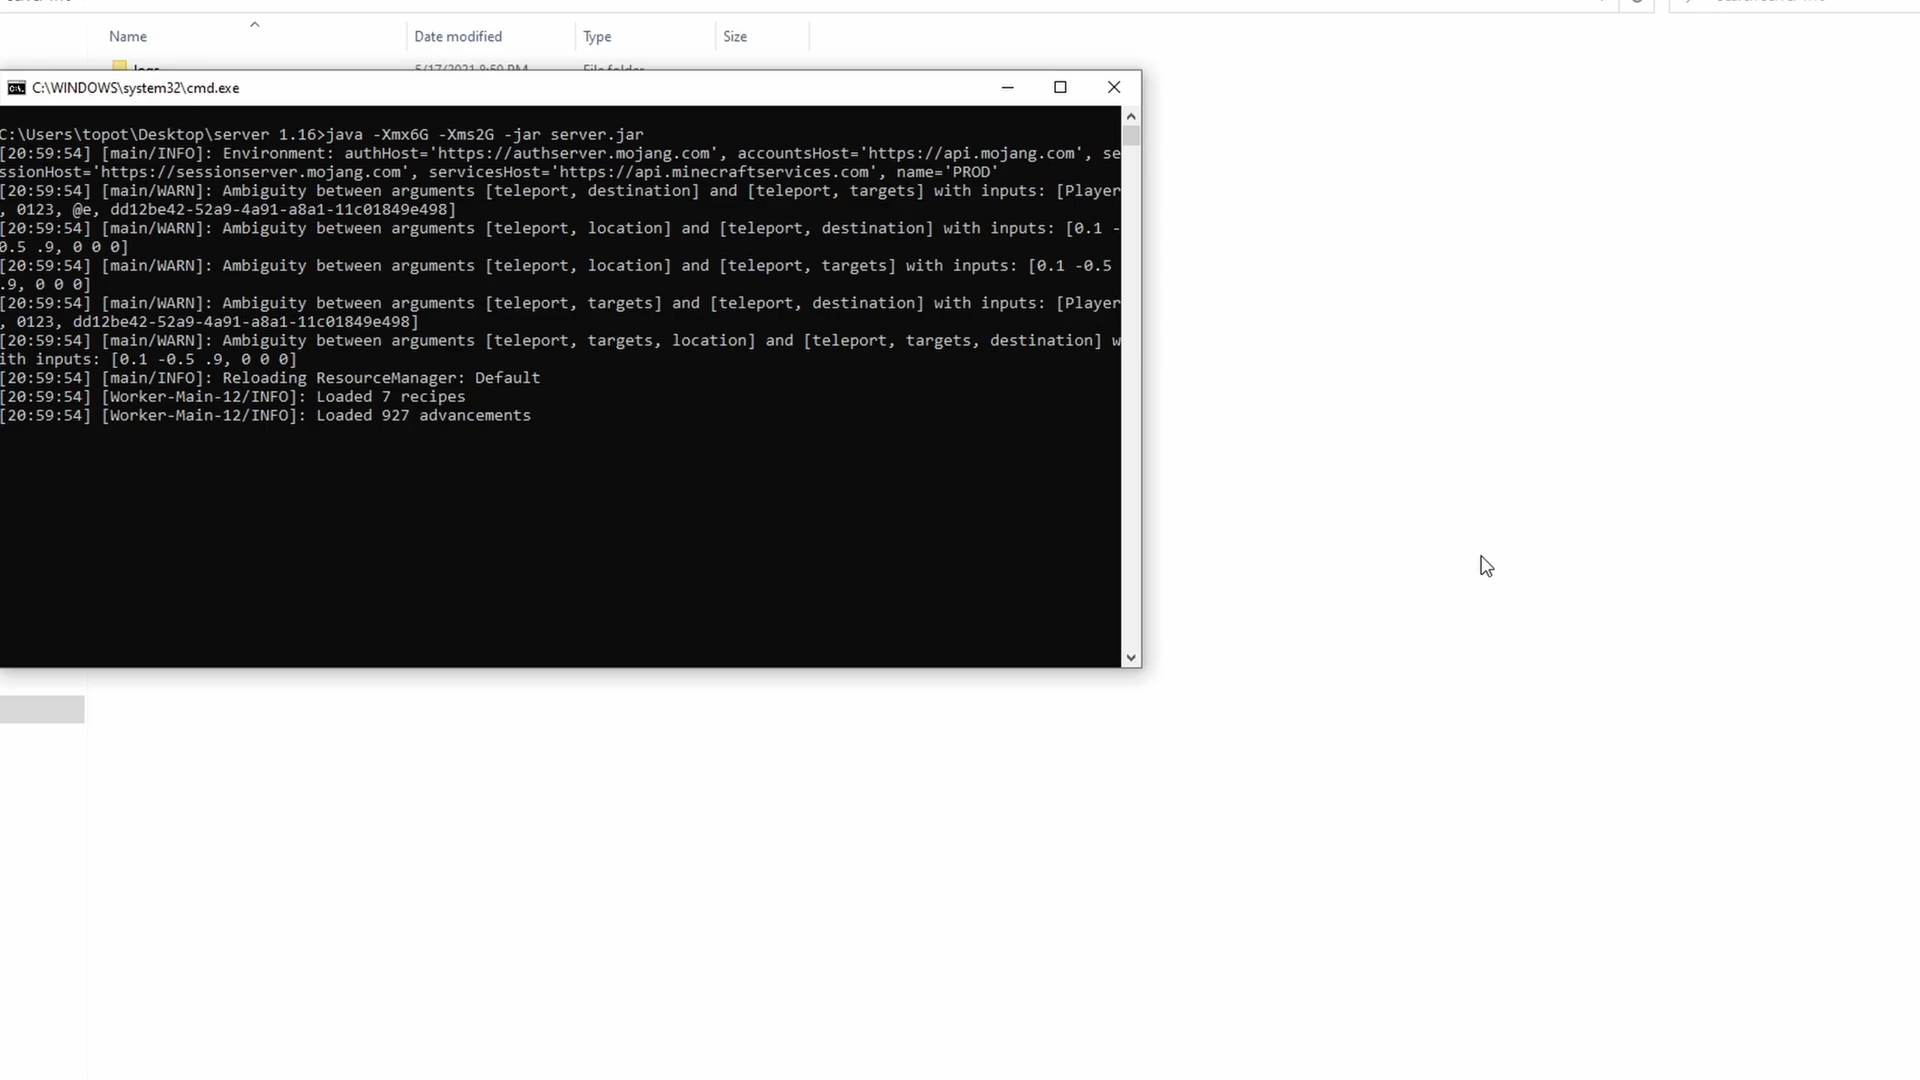 Name Date modified Type Size
5/17/2021 8:59 PM File folder
C:\WINDOWS\system32\cmd.exe
C:\Users\topot\Desktop\server 1.16>java -Xmx6G -Xms2G -jar server.jar
[20:59:54] [main/INFO]: Environment: authHost='https://authserver.mojang.com', accountsHost='https://api.mojang.com', se
ssionHost='https://sessionserver.mojang.com', servicesHost='https://api.minecraftservices.com', name='PROD'
[20:59:54] [main/WARN]: Ambiguity between arguments [teleport, destination] and [teleport, targets] with inputs: [Player
, 0123, @e, dd12be42-52a9-4a91-a8a1-11c01849e498]
[20:59:54] [main/WARN]: Ambiguity between arguments [teleport, location] and [teleport, destination] with inputs: [0.1 -
0.5 .9, 0 0 0]
[20:59:54] [main/WARN]: Ambiguity between arguments [teleport, location] and [teleport, targets] with inputs: [0.1 -0.5
.9, 0 0 0]
[20:59:54] [main/WARN]: Ambiguity between arguments [teleport, targets] and [teleport, destination] with inputs: [Player
, 0123, dd12be42-52a9-4a91-a8a1-11c01849e498]
[20:59:54] [main/WARN]: Ambiguity between arguments [teleport, targets, location] and [teleport, targets, destination] w
ith inputs: [0.1 -0.5 .9, 0 0 0]
[20:59:54] [main/INFO]: Reloading ResourceManager: Default
[20:59:54] [Worker-Main-12/INFO]: Loaded 7 recipes
[20:59:54] [Worker-Main-12/INFO]: Loaded 927 advancements